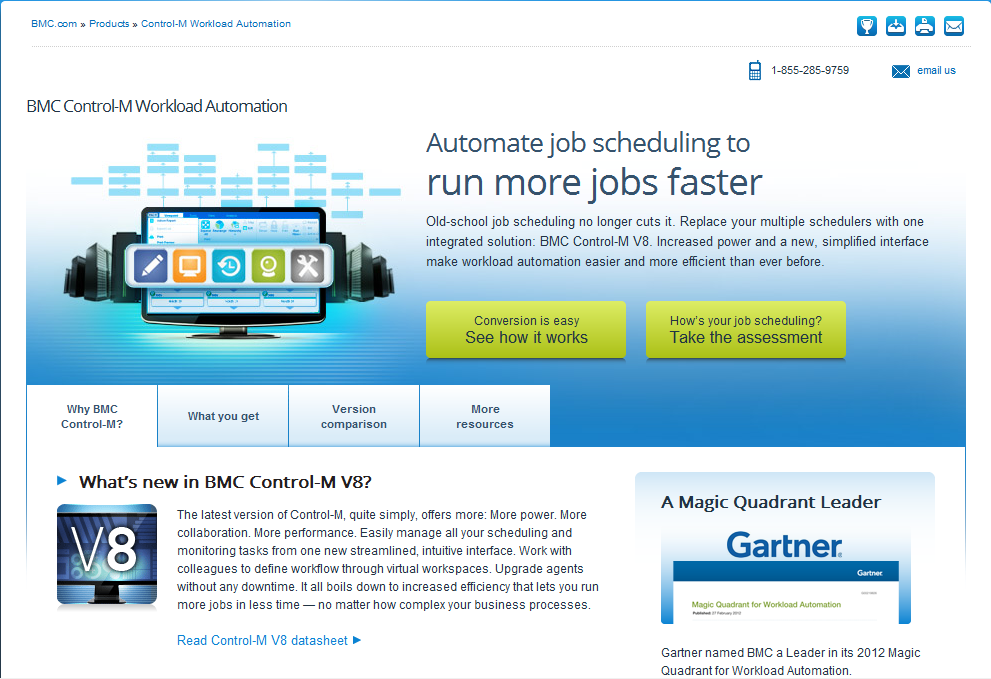 BMC.com » Products » Control-M Workload Automation
1-855-285-9759
email us
BMC Control-M Workload Automation
Automate job scheduling to
run more jobs faster
Old-school job scheduling no longer cuts it. Replace your multiple schedulers with one
integrated solution: BMC Control-M V8. Increased power and a new, simplified interface
make workload automation easier and more efficient than ever before.
Conversion is easy
See how it works
How's your job scheduling?
Take the assessment
Why BMC
Control-M?
What you get
Version
comparison
More
resources
What's new in BMC Control-M V8?
V8
The latest version of Control-M, quite simply, offers more: More power. More
collaboration. More performance. Easily manage all your scheduling and
monitoring tasks from one new streamlined, intuitive interface. Work with
colleagues to define workflow through virtual workspaces. Upgrade agents
without any downtime. It all boils down to increased efficiency that lets you run
more jobs in less time — no matter how complex your business processes.
Read Control-M V8 datasheet
A Magic Quadrant Leader
Gartner
Gartner
Magic Quadrant for Workload Automation
Published: 27 February 2012
Gartner named BMC a Leader in its 2012 Magic
Quadrant for Workload Automation.